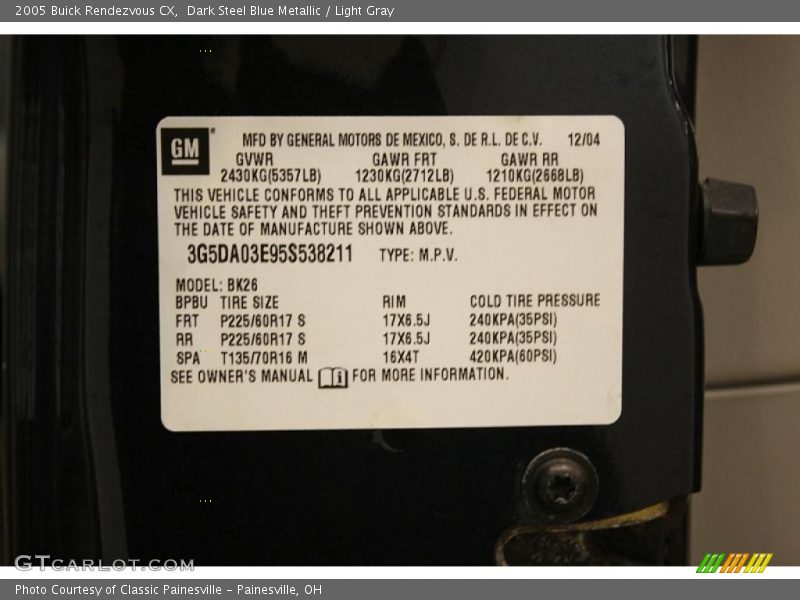 2005 Buick Rendezvous CX,  Dark Steel Blue Metallic / Light Gray
GM
MFD BY GENERAL MOTORS DE MEXICO, S. DE R.L. DE C.V. 12/04
GVWR GAWR FRT GAWR RR
2430KG(5357LB) 1230KG(2712LB) 1210KG(2668LB)
THIS VEHICLE CONFORMS TO ALL APPLICABLE U.S. FEDERAL MOTOR
VEHICLE SAFETY AND THEFT PREVENTION STANDARDS IN EFFECT ON
THE DATE OF MANUFACTURE SHOWN ABOVE.
3G5DA03E95S538211 TYPE: M.P.V.
MODEL: BK26
BPBU TIRE SIZE RIM COLD TIRE PRESSURE
FRT P225/60R17 S 17X6.5J 240KPA(35PSI)
RR P225/60R17 S 17X6.5J 240KPA(35PSI)
SPA T135/70R16 M 16X4T 420KPA(60PSI)
SEE OWNER'S MANUAL i FOR MORE INFORMATION.
GTCARLOT.COM
Photo Courtesy of Classic Painesville - Painesville, OH